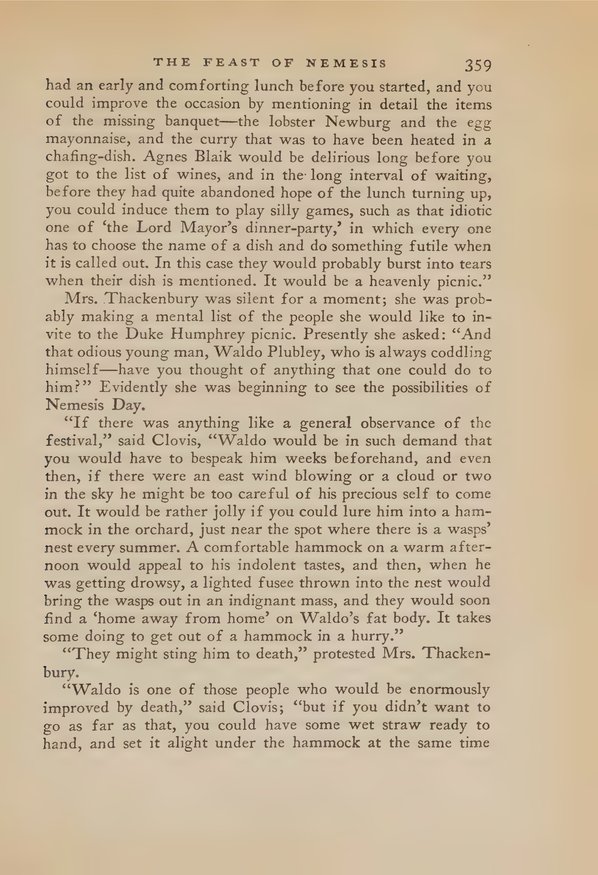 THE FEAST OF NEMESIS 359
had an early and comforting lunch before you started, and you
could improve the occasion by mentioning in detail the items
of the missing banquet—the lobster Newburg and the egg
mayonnaise, and the curry that was to have been heated in a
chafing-dish. Agnes Blaik would be delirious long before you
got to the list of wines, and in the long interval of waiting,
before they had quite abandoned hope of the lunch turning up,
you could induce them to play silly games, such as that idiotic
one of ‘the Lord Mayor’s dinner-party,’ in which every one
has to choose the name of a dish and do something futile when
it is called out. In this case they would probably burst into tears
when their dish is mentioned. It would be a heavenly picnic.”
Mrs. Thackenbury was silent for a moment; she was prob-
ably making a mental list of the people she would like to in-
vite to the Duke Humphrey picnic. Presently she asked: “And
that odious young man, Waldo Plubley, who is always coddling
himself—have you thought of anything that one could do to
him?” Evidently she was beginning to see the possibilities of
Nemesis Day.
“If there was anything like a general observance of the
festival,” said Clovis, “Waldo would be in such demand that
you would have to bespeak him weeks beforehand, and even
then, if there were an east wind blowing or a cloud or two
in the sky he might be too careful of his precious self to come
out. It would be rather jolly if you could lure him into a ham-
mock in the orchard, just near the spot where there is a wasps’
nest every summer. A comfortable hammock on a warm after-
noon would appeal to his indolent tastes, and then, when he
was getting drowsy, a lighted fusee thrown into the nest would
bring the wasps out in an indignant mass, and they would soon
find a ‘home away from home’ on Waldo’s fat body. It takes
some doing to get out of a hammock in a hurry.”
“They might sting him to death,” protested Mrs. Thacken-
bury.
“Waldo is one of those people who would be enormously
improved by death,” said Clovis; “but if you didn’t want to
go as far as that, you could have some wet straw ready to
hand, and set it alight under the hammock at the same time